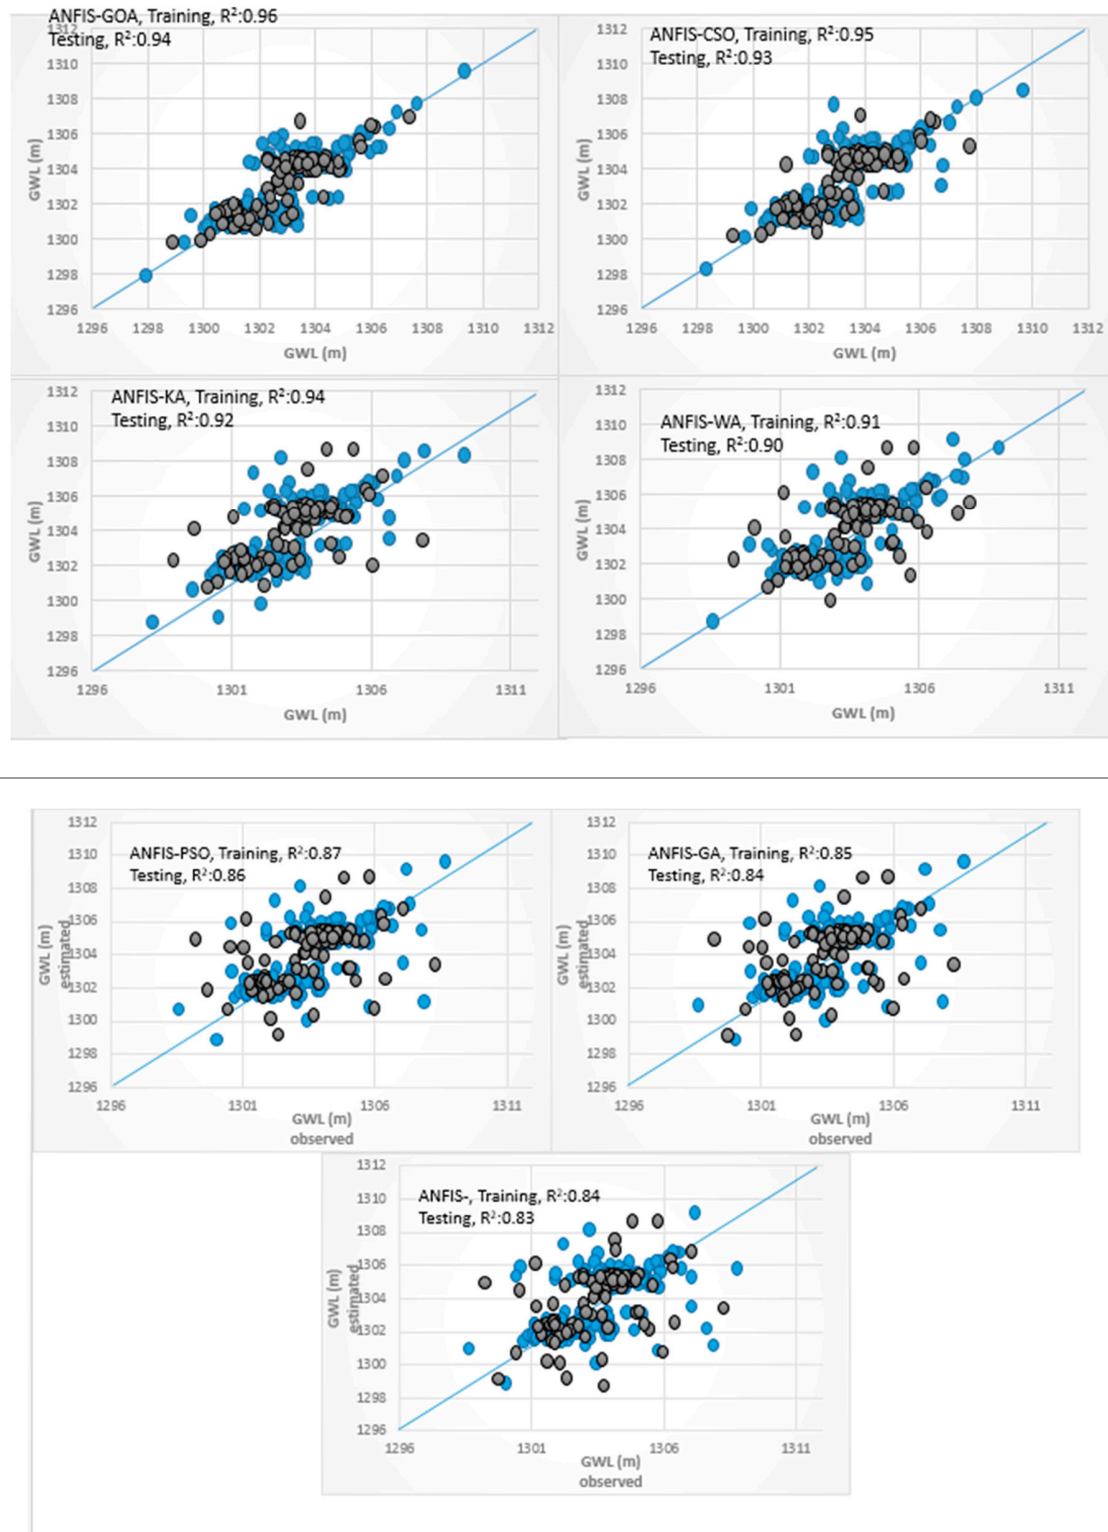 ANFIS-GOA, Training, R²:0.96
Testing, R²:0.94
1312
1310
1308
1306
1304
1302
1300
1298
1296
GWL (m)
1296 1298 1300 1302 1304 1306 1308 1310 1312
GWL (m)
ANFIS-CSO, Training, R²:0.95
Testing, R²:0.93
1312
1310
1308
1306
1304
1302
1300
1298
1296
GWL (m)
1296 1298 1300 1302 1304 1306 1308 1310 1312
GWL (m)
ANFIS-KA, Training, R²:0.94
Testing, R²:0.92
1312
1310
1308
1306
1304
1302
1300
1298
1296
GWL (m)
1296 1301 1306 1311
GWL (m)
ANFIS-WA, Training, R²:0.91
Testing, R²:0.90
1312
1310
1308
1306
1304
1302
1300
1298
1296
GWL (m)
1296 1301 1306 1311
GWL (m)
ANFIS-PSO, Training, R²:0.87
Testing, R²:0.86
1312
1310
1308
1306
1304
1302
1300
1298
1296
GWL (m)
estimated
1296 1301 1306 1311
GWL (m)
observed
ANFIS-GA, Training, R²:0.85
Testing, R²:0.84
1312
1310
1308
1306
1304
1302
1300
1298
1296
GWL (m)
estimated
1296 1301 1306 1311
GWL (m)
observed
ANFIS-, Training, R²:0.84
Testing, R²:0.83
1312
1310
1308
1306
1304
1302
1300
1298
1296
GWL (m)
estimated
1296 1301 1306 1311
GWL (m)
observed